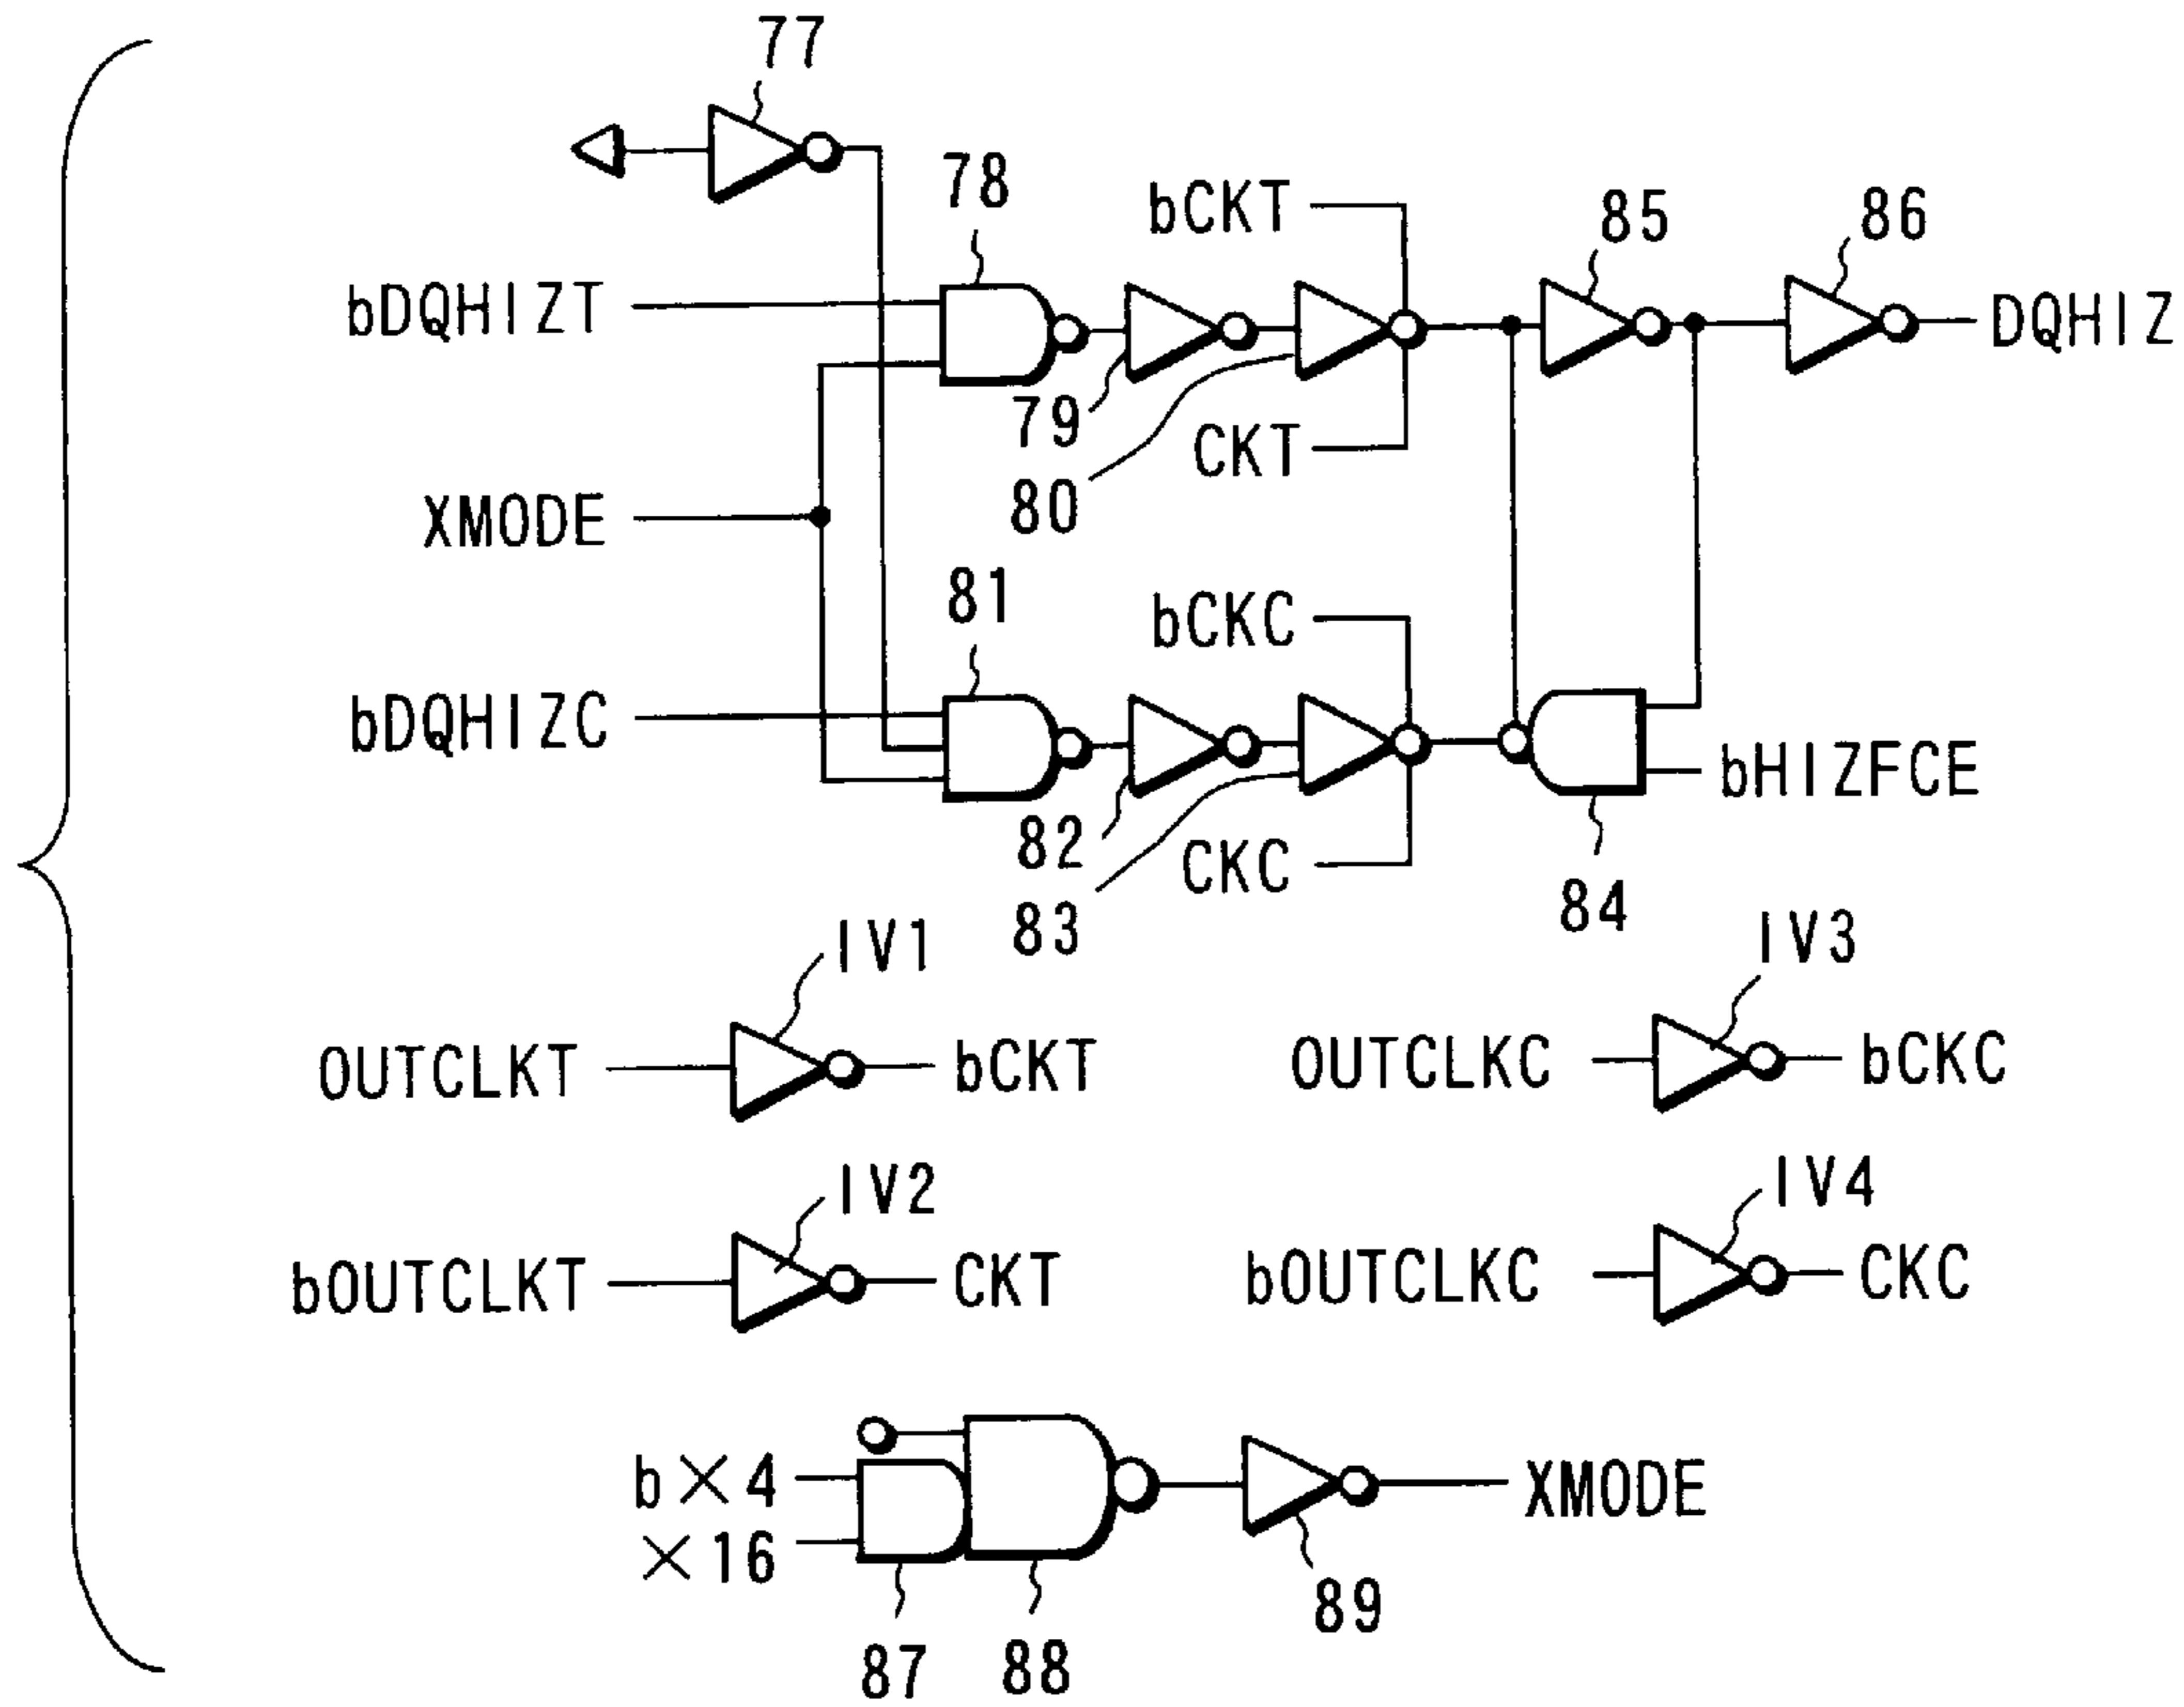 77
78
bCKT
85
86
bDQHIZT
DQHIZ
79
CKT
80
XMODE
81
bCKC
bDQHIZC
bHIZFCE
82
CKC
83
84
IV1
IV3
OUTCLKT
bCKT
OUTCLKC
bCKC
IV2
IV4
bOUTCLKT
CKT
bOUTCLKC
CKC
b×4
×16
XMODE
89
87
88